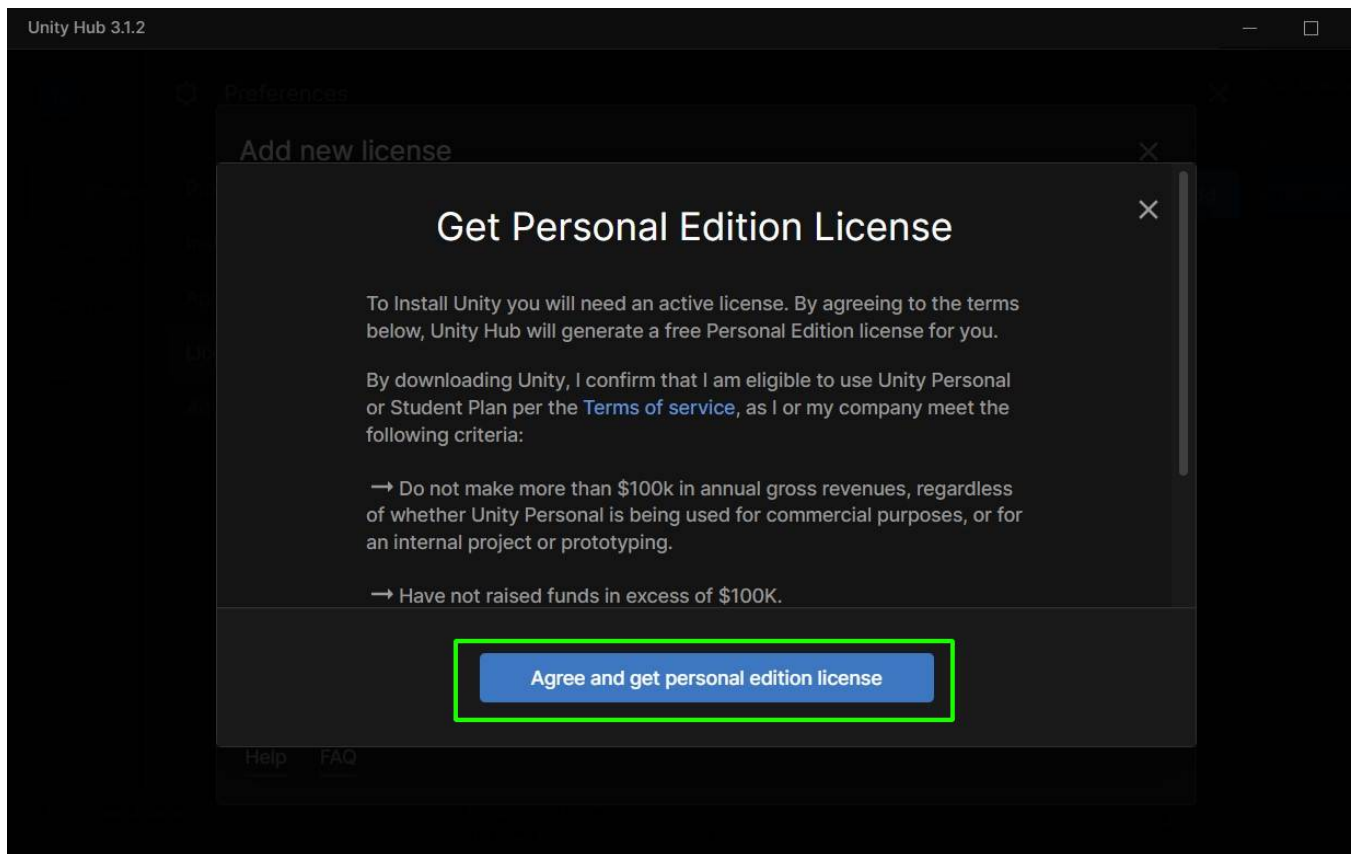 Unity Hub 3.1.2
Preferences
Add new license
Get Personal Edition License
To Install Unity you will need an active license. By agreeing to the terms
below, Unity Hub will generate a free Personal Edition license for you.
By downloading Unity, I confirm that I am eligible to use Unity Personal
or Student Plan per the Terms of service, as I or my company meet the
following criteria:
→ Do not make more than $100k in annual gross revenues, regardless
of whether Unity Personal is being used for commercial purposes, or for
an internal project or prototyping.
→ Have not raised funds in excess of $100K.
Agree and get personal edition license
Help FAQ